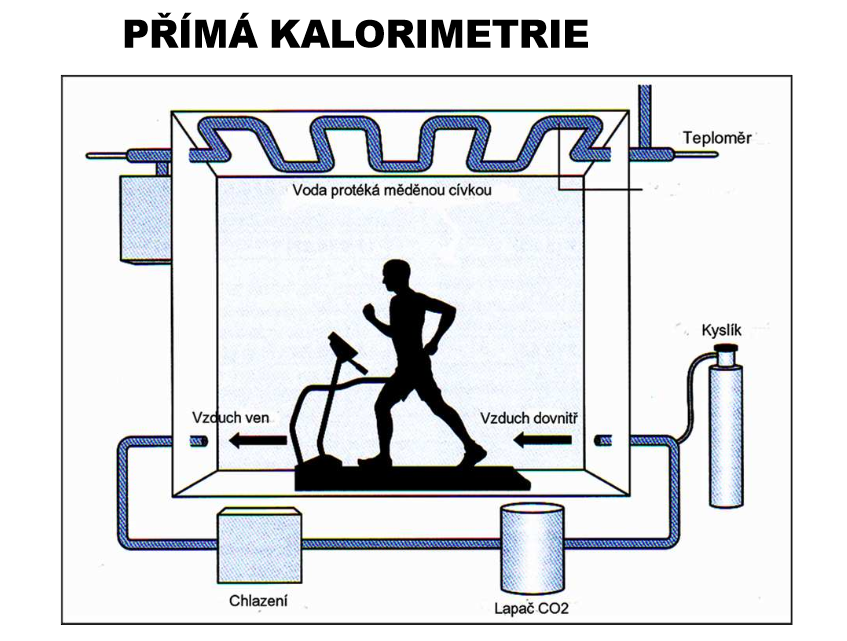 PŘÍMÁ KALORIMETRIE
Teploměr
Voda protéká měděnou cívkou
Kyslík
Vzduch ven
Vzduch dovnitř
Chlazení
Lapač CO2